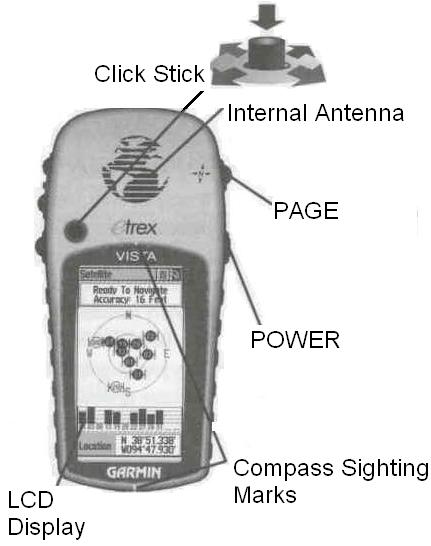 Click Stick
Internal Antenna
PAGE
etrex
VISTA
Satellite
Ready To Navigate
Accuracy: 16 Feet
N
W
E
S
POWER
Location
N 38°51.338'
W094°47.930'
GARMIN
Compass Sighting
Marks
LCD
Display